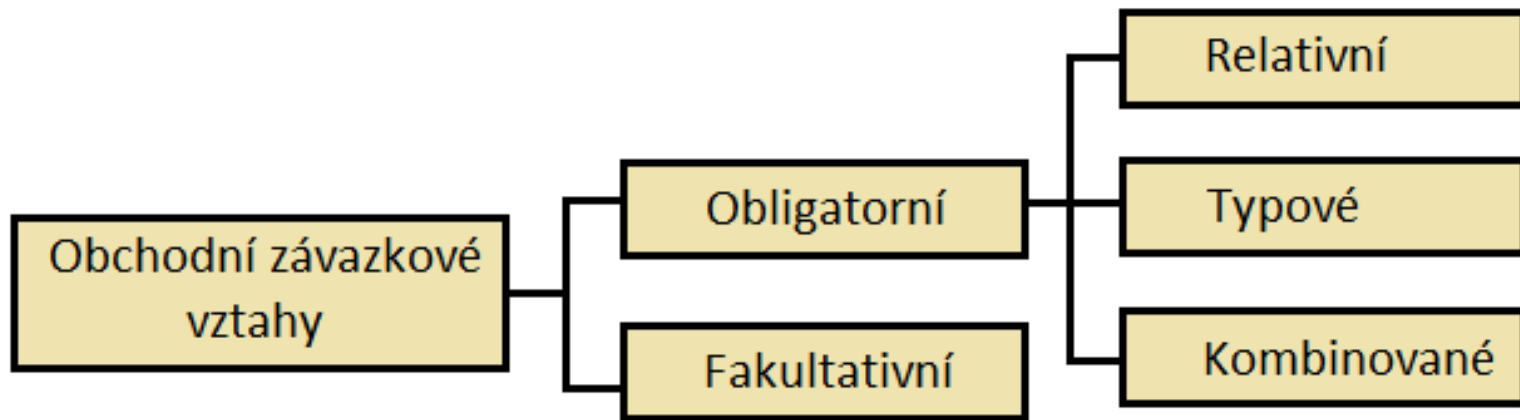 Obchodní závazkové
vztahy
Obligatorní
Fakultativní
Relativní
Typové
Kombinované